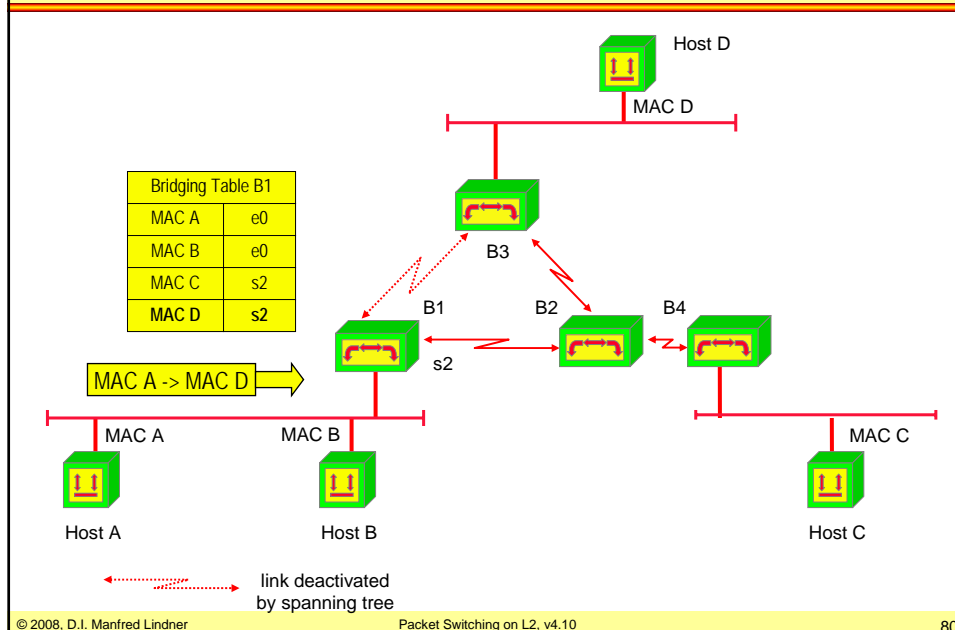 Host D
MAC D
Bridging Table B1
MAC A e0
MAC B e0
MAC C s2
MAC D s2
B3
B1
B2
B4
s2
MAC A -> MAC D
MAC A
MAC B
MAC C
Host A
Host B
Host C
link deactivated
by spanning tree
© 2008, D.I. Manfred Lindner
Packet Switching on L2, v4.10
80